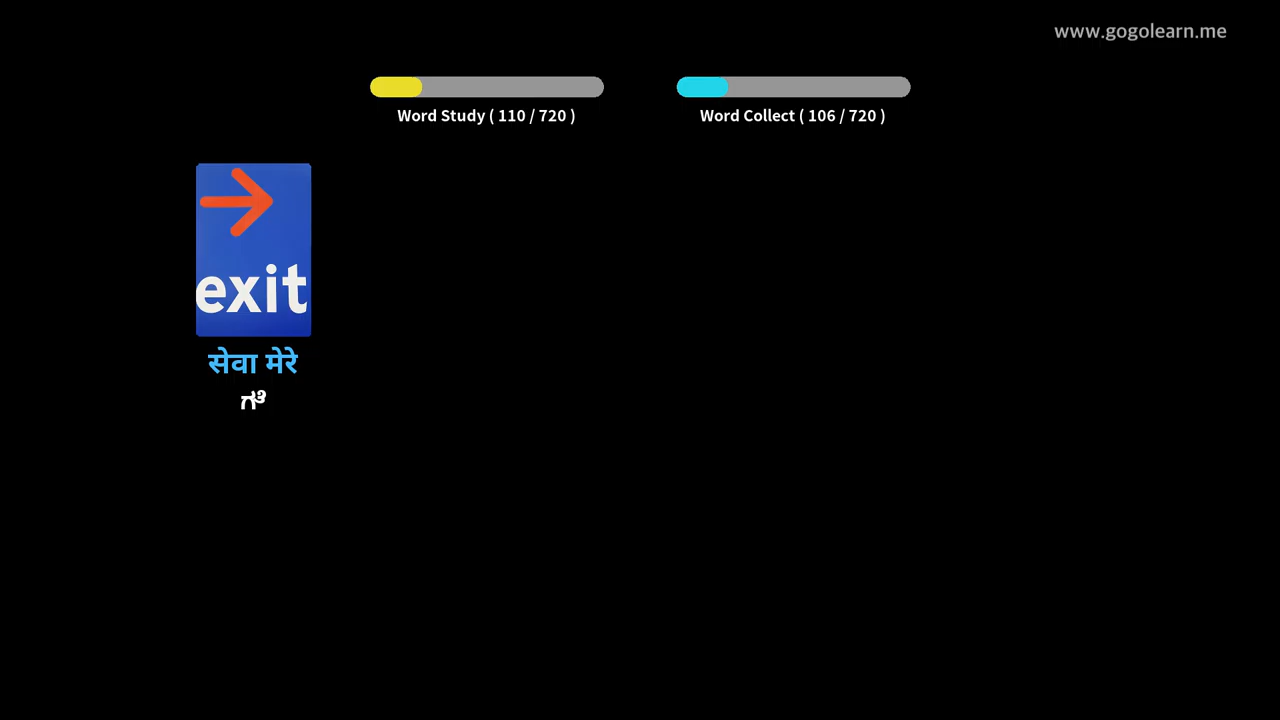 www.gogolearn.me
Word Study ( 110 / 720 )
Word Collect ( 106 / 720 )
exit
सेवा मेरे